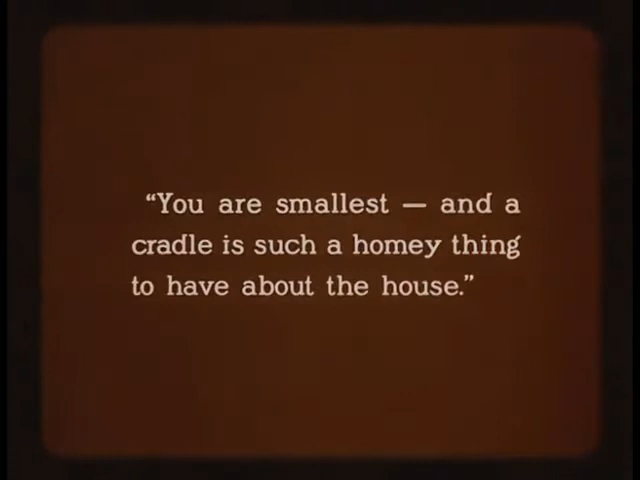 “You are smallest — and a
cradle is such a homey thing
to have about the house.”